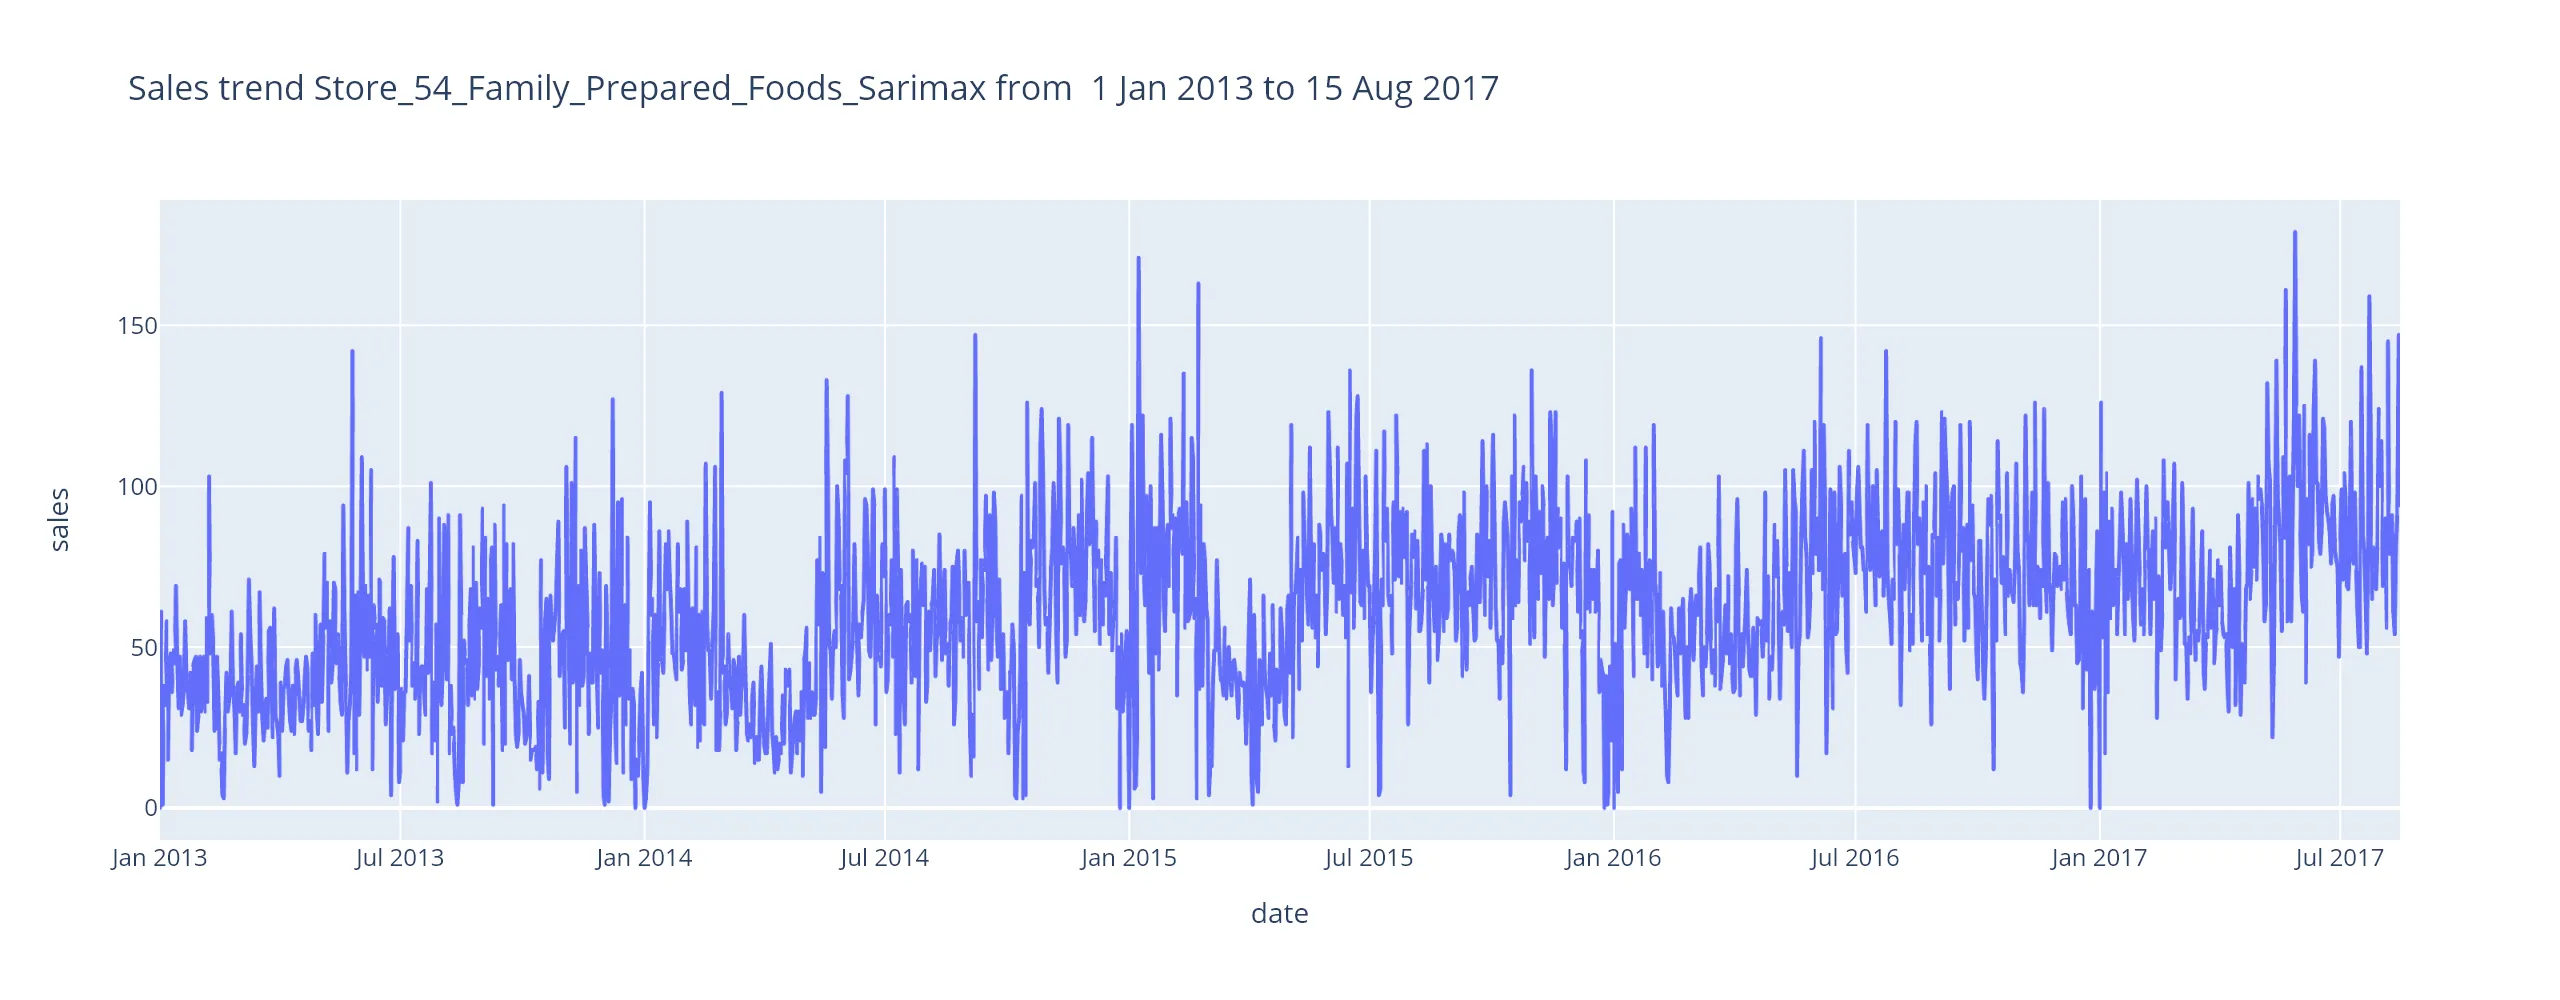 Sales trend Store_54_Family_Prepared_Foods_Sarimax from  1 Jan 2013 to 15 Aug 2017
150
100
50
0
sales
Jan 2013 Jul 2013 Jan 2014 Jul 2014 Jan 2015 Jul 2015 Jan 2016 Jul 2016 Jan 2017 Jul 2017
date